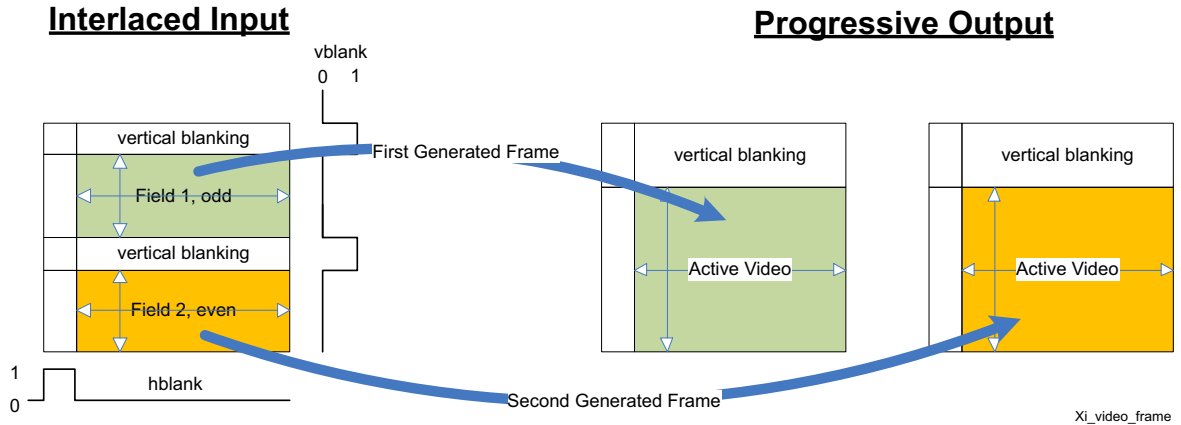 Interlaced Input
Progressive Output
vblank
0 1
vertical blanking
First Generated Frame
vertical blanking
vertical blanking
Field 1, odd
vertical blanking
Active Video
Active Video
Field 2, even
1
0
hblank
Second Generated Frame
Xi_video_frame